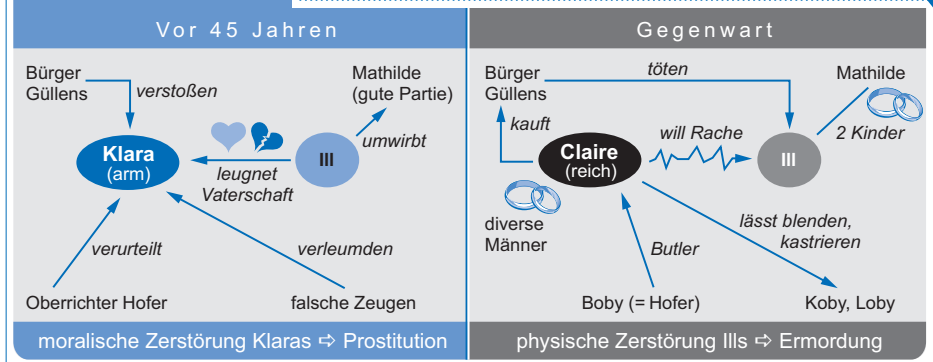 Vor 45 Jahren
Bürger
Güllens
verstoßen
Mathilde
(gute Partie)
umwirbt
Klara
(arm)
Ill
leugnet
Vaterschaft
verurteilt
verleumden
Oberrichter Hofer
falsche Zeugen
moralische Zerstörung Klaras ⇨ Prostitution
Gegenwart
Bürger
Güllens
töten
Mathilde
kauft
will Rache
2 Kinder
Claire
(reich)
Ill
diverse
Männer
Butler
lässt blenden,
kastrieren
Boby (= Hofer)
Koby, Loby
physische Zerstörung Ills ⇨ Ermordung